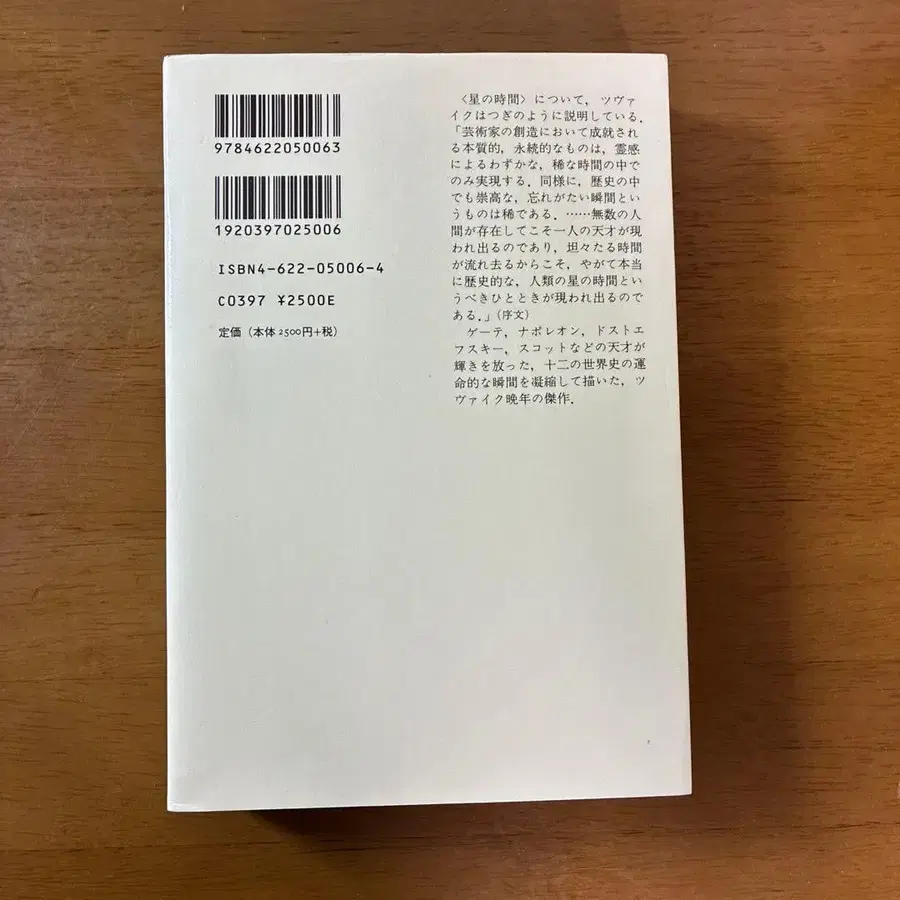 9784622050063
1920397025006
ISBN4-622-05006-4
C0397 ¥2500E
定価（本体2500円+税）
〈星の時間〉について，ツヴァ
イクはつぎのように説明している．
「芸術家の創造において成就され
る本質的，永続的なものは，霊感
によるわずかな，稀な時間の中で
のみ実現する．同様に，歴史の中
でも崇高な，忘れがたい瞬間とい
うものは稀である．……無数の人
間が存在してこそ一人の天才が現
われ出るのであり，坦々たる時間
が流れ去るからこそ，やがて本当
に歴史的な，人類の星の時間とい
うべきひとときが現われ出るので
ある．」（序文）
ゲーテ，ナポレオン，ドストエ
フスキー，スコットなどの天才が
輝きを放った，十二の世界史の運
命的な瞬間を凝縮して描いた，ツ
ヴァイク晩年の傑作．